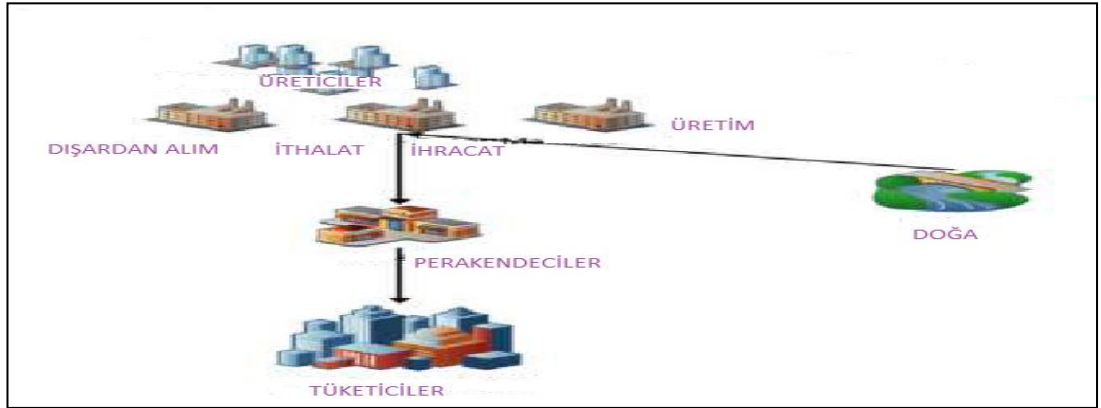 ÜRETİCİLER
ÜRETİM
DIŞARDAN ALIM İTHALAT İHRACAT
DOĞA
PERAKENDECİLER
TÜKETİCİLER